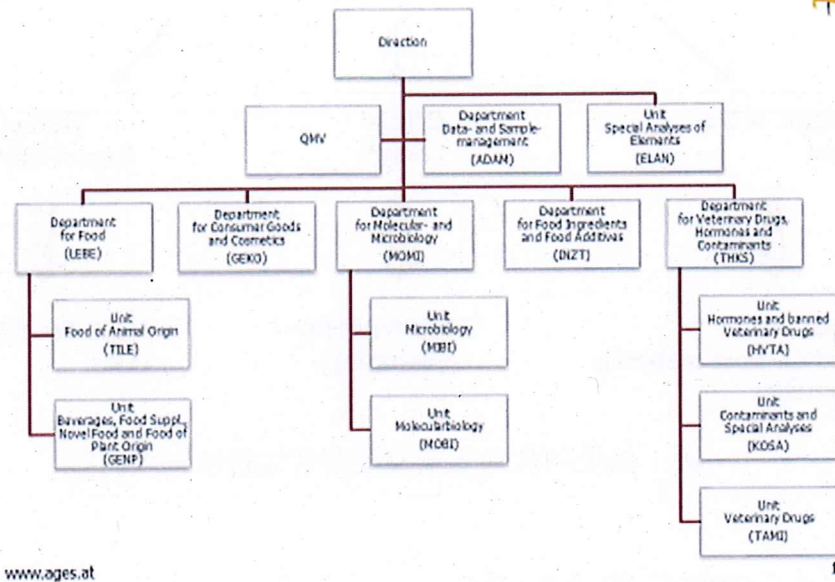 Direction
QMV
Department
Data- and Sample-
management
(ADAM)
Unit
Special Analyses of
Elements
(ELAN)
Department
for Food
(LEBE)
Department
for Consumer Goods
and Cosmetics
(GEKO)
Department
for Molecular- and
Microbiology
(MOMI)
Department
for Food Ingredients
and Food Additives
(INZT)
Department
for Veterinary Drugs,
Hormones and
Contaminants
(THKS)
Unit
Food of Animal Origin
(TILE)
Unit
Beverages, Food Suppl.,
Novel Food and Food of
Plant Origin
(GENP)
Unit
Microbiology
(MIBI)
Unit
Molecularbiology
(MOBI)
Unit
Hormones and banned
Veterinary Drugs
(HVTA)
Unit
Contaminants and
Special Analyses
(KOSA)
Unit
Veterinary Drugs
(TAMI)
www.ages.at